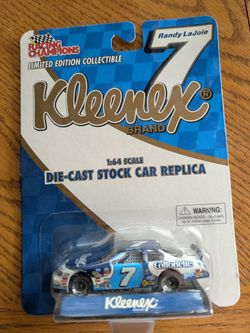 RACING CHAMPIONS
Randy LaJoie
7
LIMITED EDITION COLLECTIBLE
Kleenex®
BRAND
1:64 SCALE
DIE-CAST STOCK CAR REPLICA
WARNING:
7
Cottonelle
Kleenex